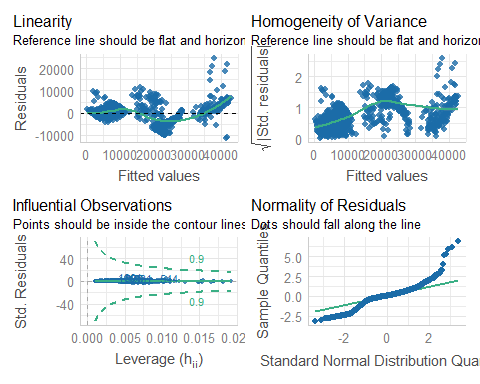 Linearity
Reference line should be flat and horizon
Residuals
20000
10000
0
-10000
0 10000 20000 30000 40000
Fitted values
Homogeneity of Variance
Reference line should be flat and horizon
√|Std. residuals|
2
1
0
0 10000 20000 30000 40000
Fitted values
Influential Observations
Points should be inside the contour lines
Std. Residuals
40
0
-40
0.9
0.9
0.000 0.005 0.010 0.015 0.02
Leverage (hii)
Normality of Residuals
Dots should fall along the line
Sample Quantiles
5.0
2.5
0.0
-2.5
-2 0 2
Standard Normal Distribution Qua